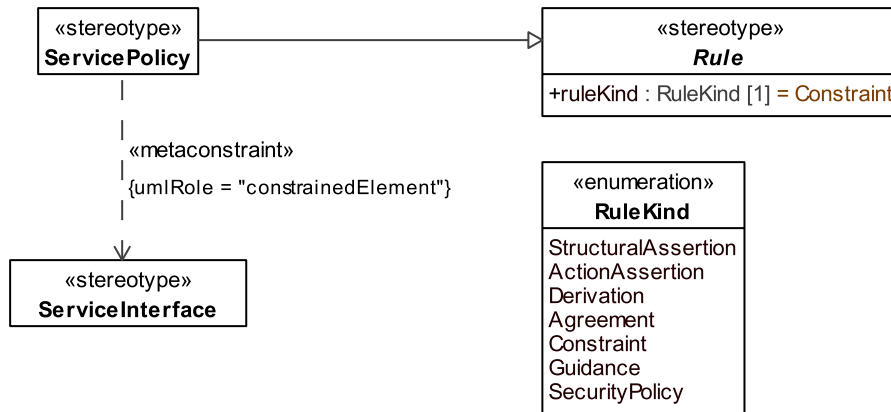 «stereotype»
ServicePolicy
«stereotype»
Rule
+ruleKind : RuleKind [1] = Constraint
«metaconstraint»
{umlRole = "constrainedElement"}
«stereotype»
ServiceInterface
«enumeration»
RuleKind
StructuralAssertion
ActionAssertion
Derivation
Agreement
Constraint
Guidance
SecurityPolicy